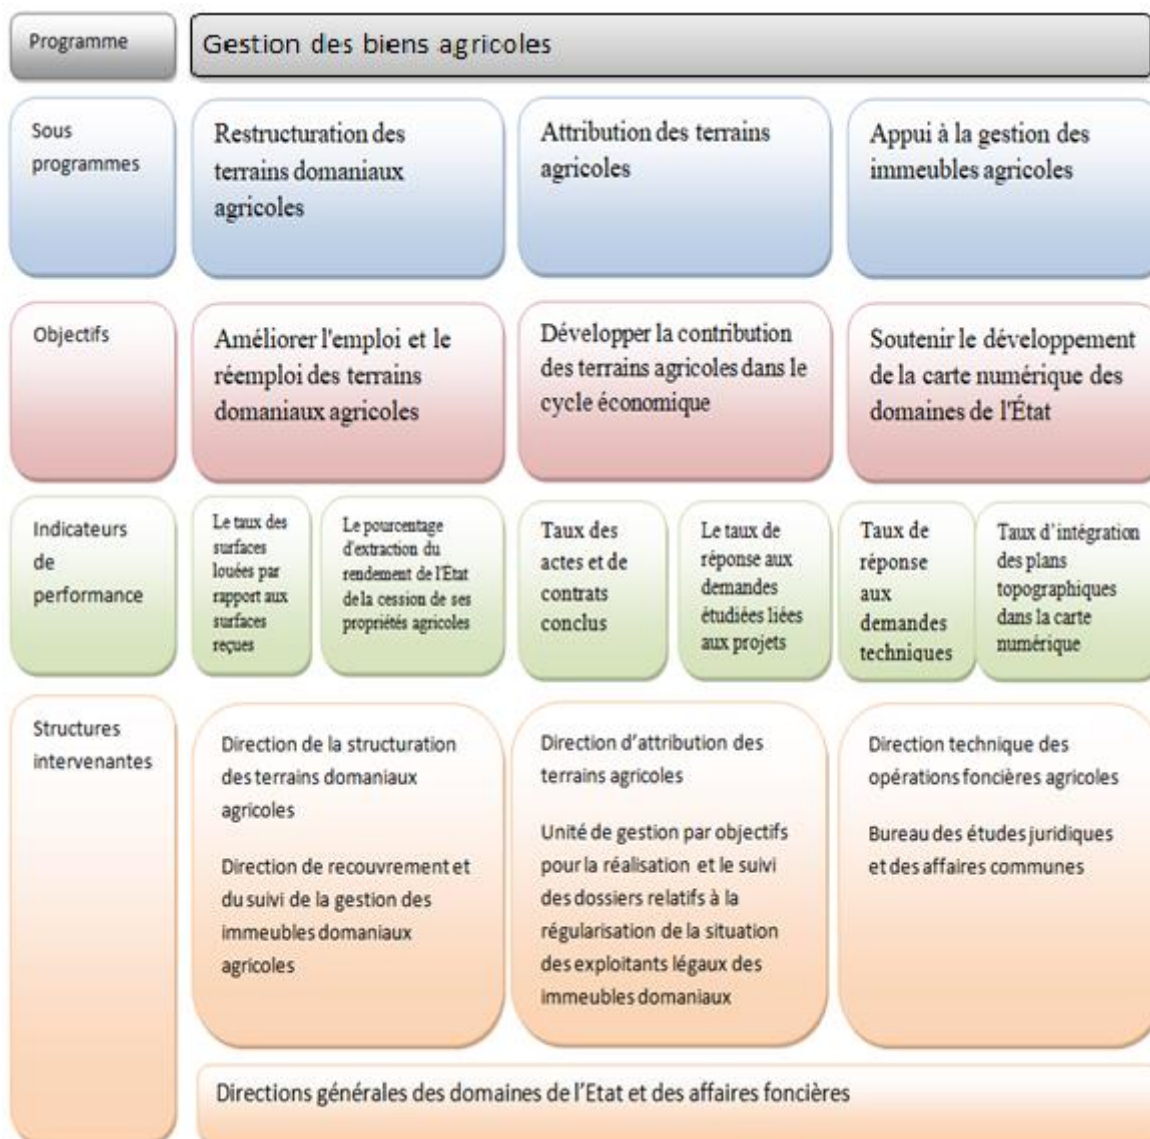 Programme
Gestion des biens agricoles
Sous
programmes
Restructuration des
terrains domaniaux
agricoles
Attribution des terrains
agricoles
Appui à la gestion des
immeubles agricoles
Objectifs
Améliorer l'emploi et le
réemploi des terrains
domaniaux agricoles
Développer la contribution
des terrains agricoles dans le
cycle économique
Soutenir le développement
de la carte numérique des
domaines de l'État
Indicateurs
de
performance
Le taux des
surfaces
louées par
rapport aux
surfaces
reçues
Le pourcentage
d'extraction du
rendement de l'Etat
de la cession de ses
propriétés agricoles
Taux des
actes et de
contrats
conclus
Le taux de
réponse aux
demandes
étudiées liées
aux projets
Taux de
réponse
aux
demandes
techniques
Taux d’intégration
des plans
topographiques
dans la carte
numérique
Structures
intervenantes
Direction de la structuration
des terrains domaniaux
agricoles
Direction de recouvrement et
du suivi de la gestion des
immeubles domaniaux
agricoles
Direction d’attribution des
terrains agricoles
Unité de gestion par objectifs
pour la réalisation et le suivi
des dossiers relatifs à la
régularisation de la situation
des exploitants légaux des
immeubles domaniaux
Direction technique des
opérations foncières agricoles
Bureau des études juridiques
et des affaires communes
Directions générales des domaines de l’Etat et des affaires foncières